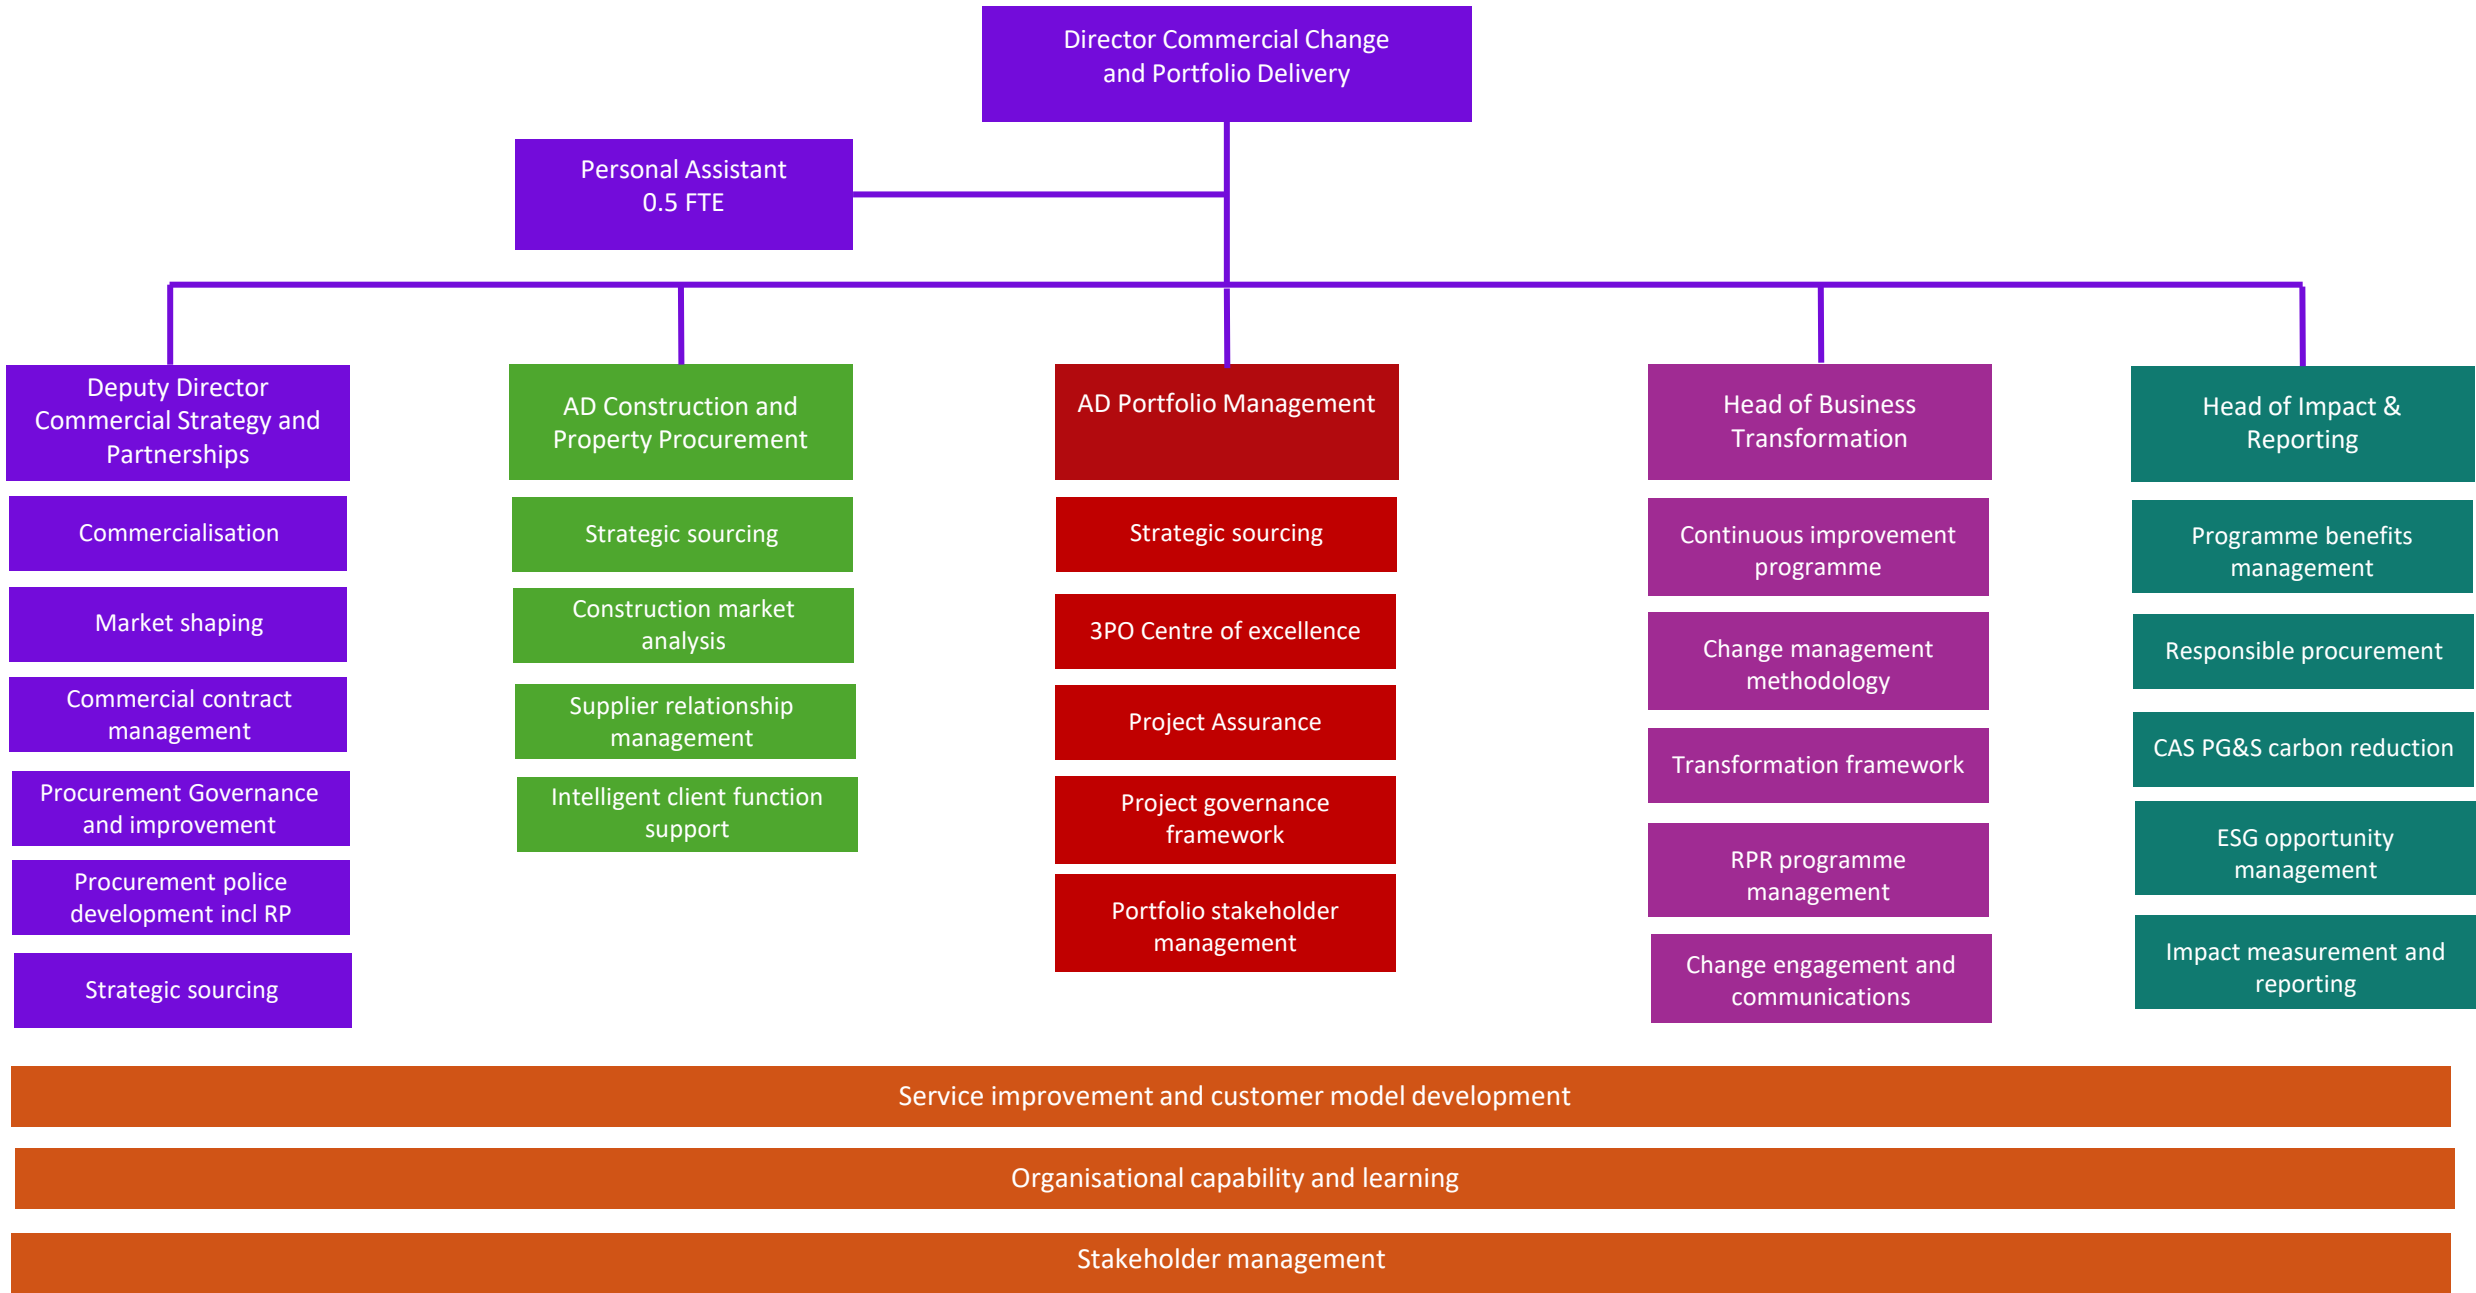 Director Commercial Change
and Portfolio Delivery
Personal Assistant
0.5 FTE
Deputy Director
Commercial Strategy and
Partnerships
Commercialisation
Market shaping
Commercial contract
management
Procurement Governance
and improvement
Procurement police
development incl RP
Strategic sourcing
AD Construction and
Property Procurement
Strategic sourcing
Construction market
analysis
Supplier relationship
management
Intelligent client function
support
AD Portfolio Management
Strategic sourcing
3PO Centre of excellence
Project Assurance
Project governance
framework
Portfolio stakeholder
management
Head of Business
Transformation
Continuous improvement
programme
Change management
methodology
Transformation framework
RPR programme
management
Change engagement and
communications
Head of Impact &
Reporting
Programme benefits
management
Responsible procurement
CAS PG&S carbon reduction
ESG opportunity
management
Impact measurement and
reporting
Service improvement and customer model development
Organisational capability and learning
Stakeholder management